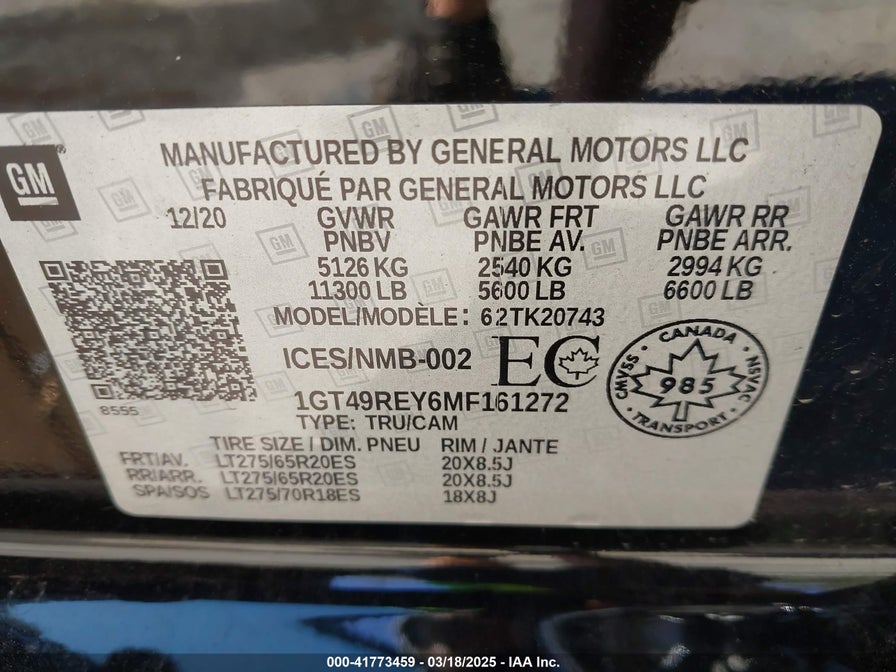 GM
MANUFACTURED BY GENERAL MOTORS LLC
FABRIQUÉ PAR GENERAL MOTORS LLC
12/20 GVWR GAWR FRT GAWR RR
PNBV PNBE AV. PNBE ARR.
5126 KG 2540 KG 2994 KG
11300 LB 5600 LB 6600 LB
MODEL/MODÈLE: 62TK20743
ICES/NMB-002 EC
CANADA
CMVSS 985 NSVAC
TRANSPORT
8555
1GT49REY6MF161272
TYPE: TRU/CAM
TIRE SIZE / DIM. PNEU RIM / JANTE
FRT/AV. LT275/65R20ES 20X8.5J
RR/ARR. LT275/65R20ES 20X8.5J
SPA/SOS LT275/70R18ES 18X8J
000-41773459 - 03/18/2025 - IAA Inc.